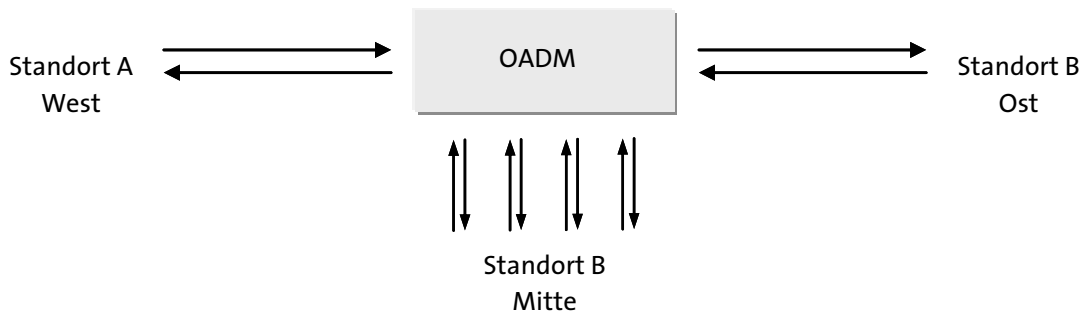 OADM
Standort A
West
Standort B
Ost
Standort B
Mitte